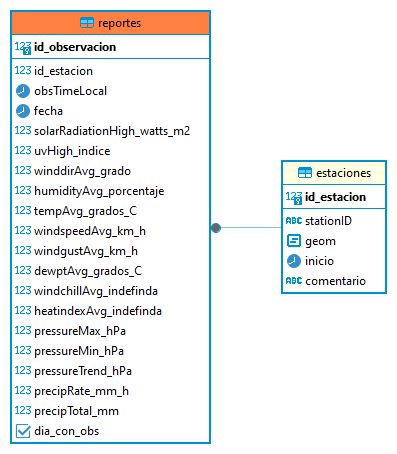 reportes
123 id_observacion
123 id_estacion
obsTimeLocal
fecha
123 solarRadiationHigh_watts_m2
123 uvHigh_indice
123 winddirAvg_grado
123 humidityAvg_porcentaje
123 tempAvg_grados_C
123 windspeedAvg_km_h
123 windgustAvg_km_h
123 dewptAvg_grados_C
123 windchillAvg_indefinda
123 heatindexAvg_indefinda
123 pressureMax_hPa
123 pressureMin_hPa
123 pressureTrend_hPa
123 precipRate_mm_h
123 precipTotal_mm
dia_con_obs
estaciones
123 id_estacion
ABC stationID
geom
inicio
ABC comentario